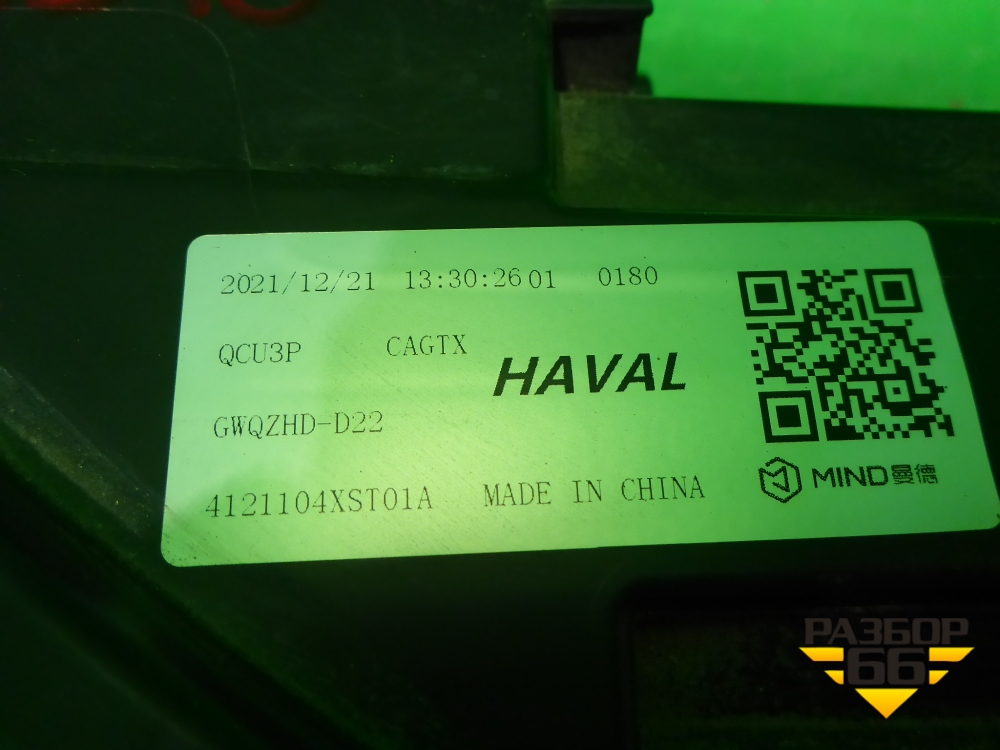 2021/12/21 13:30:26 01 0180
QCU3P CAGTX
HAVAL
GWQZHD-D22
4121104XST01A MADE IN CHINA
MIND曼德
РАЗБОР
66